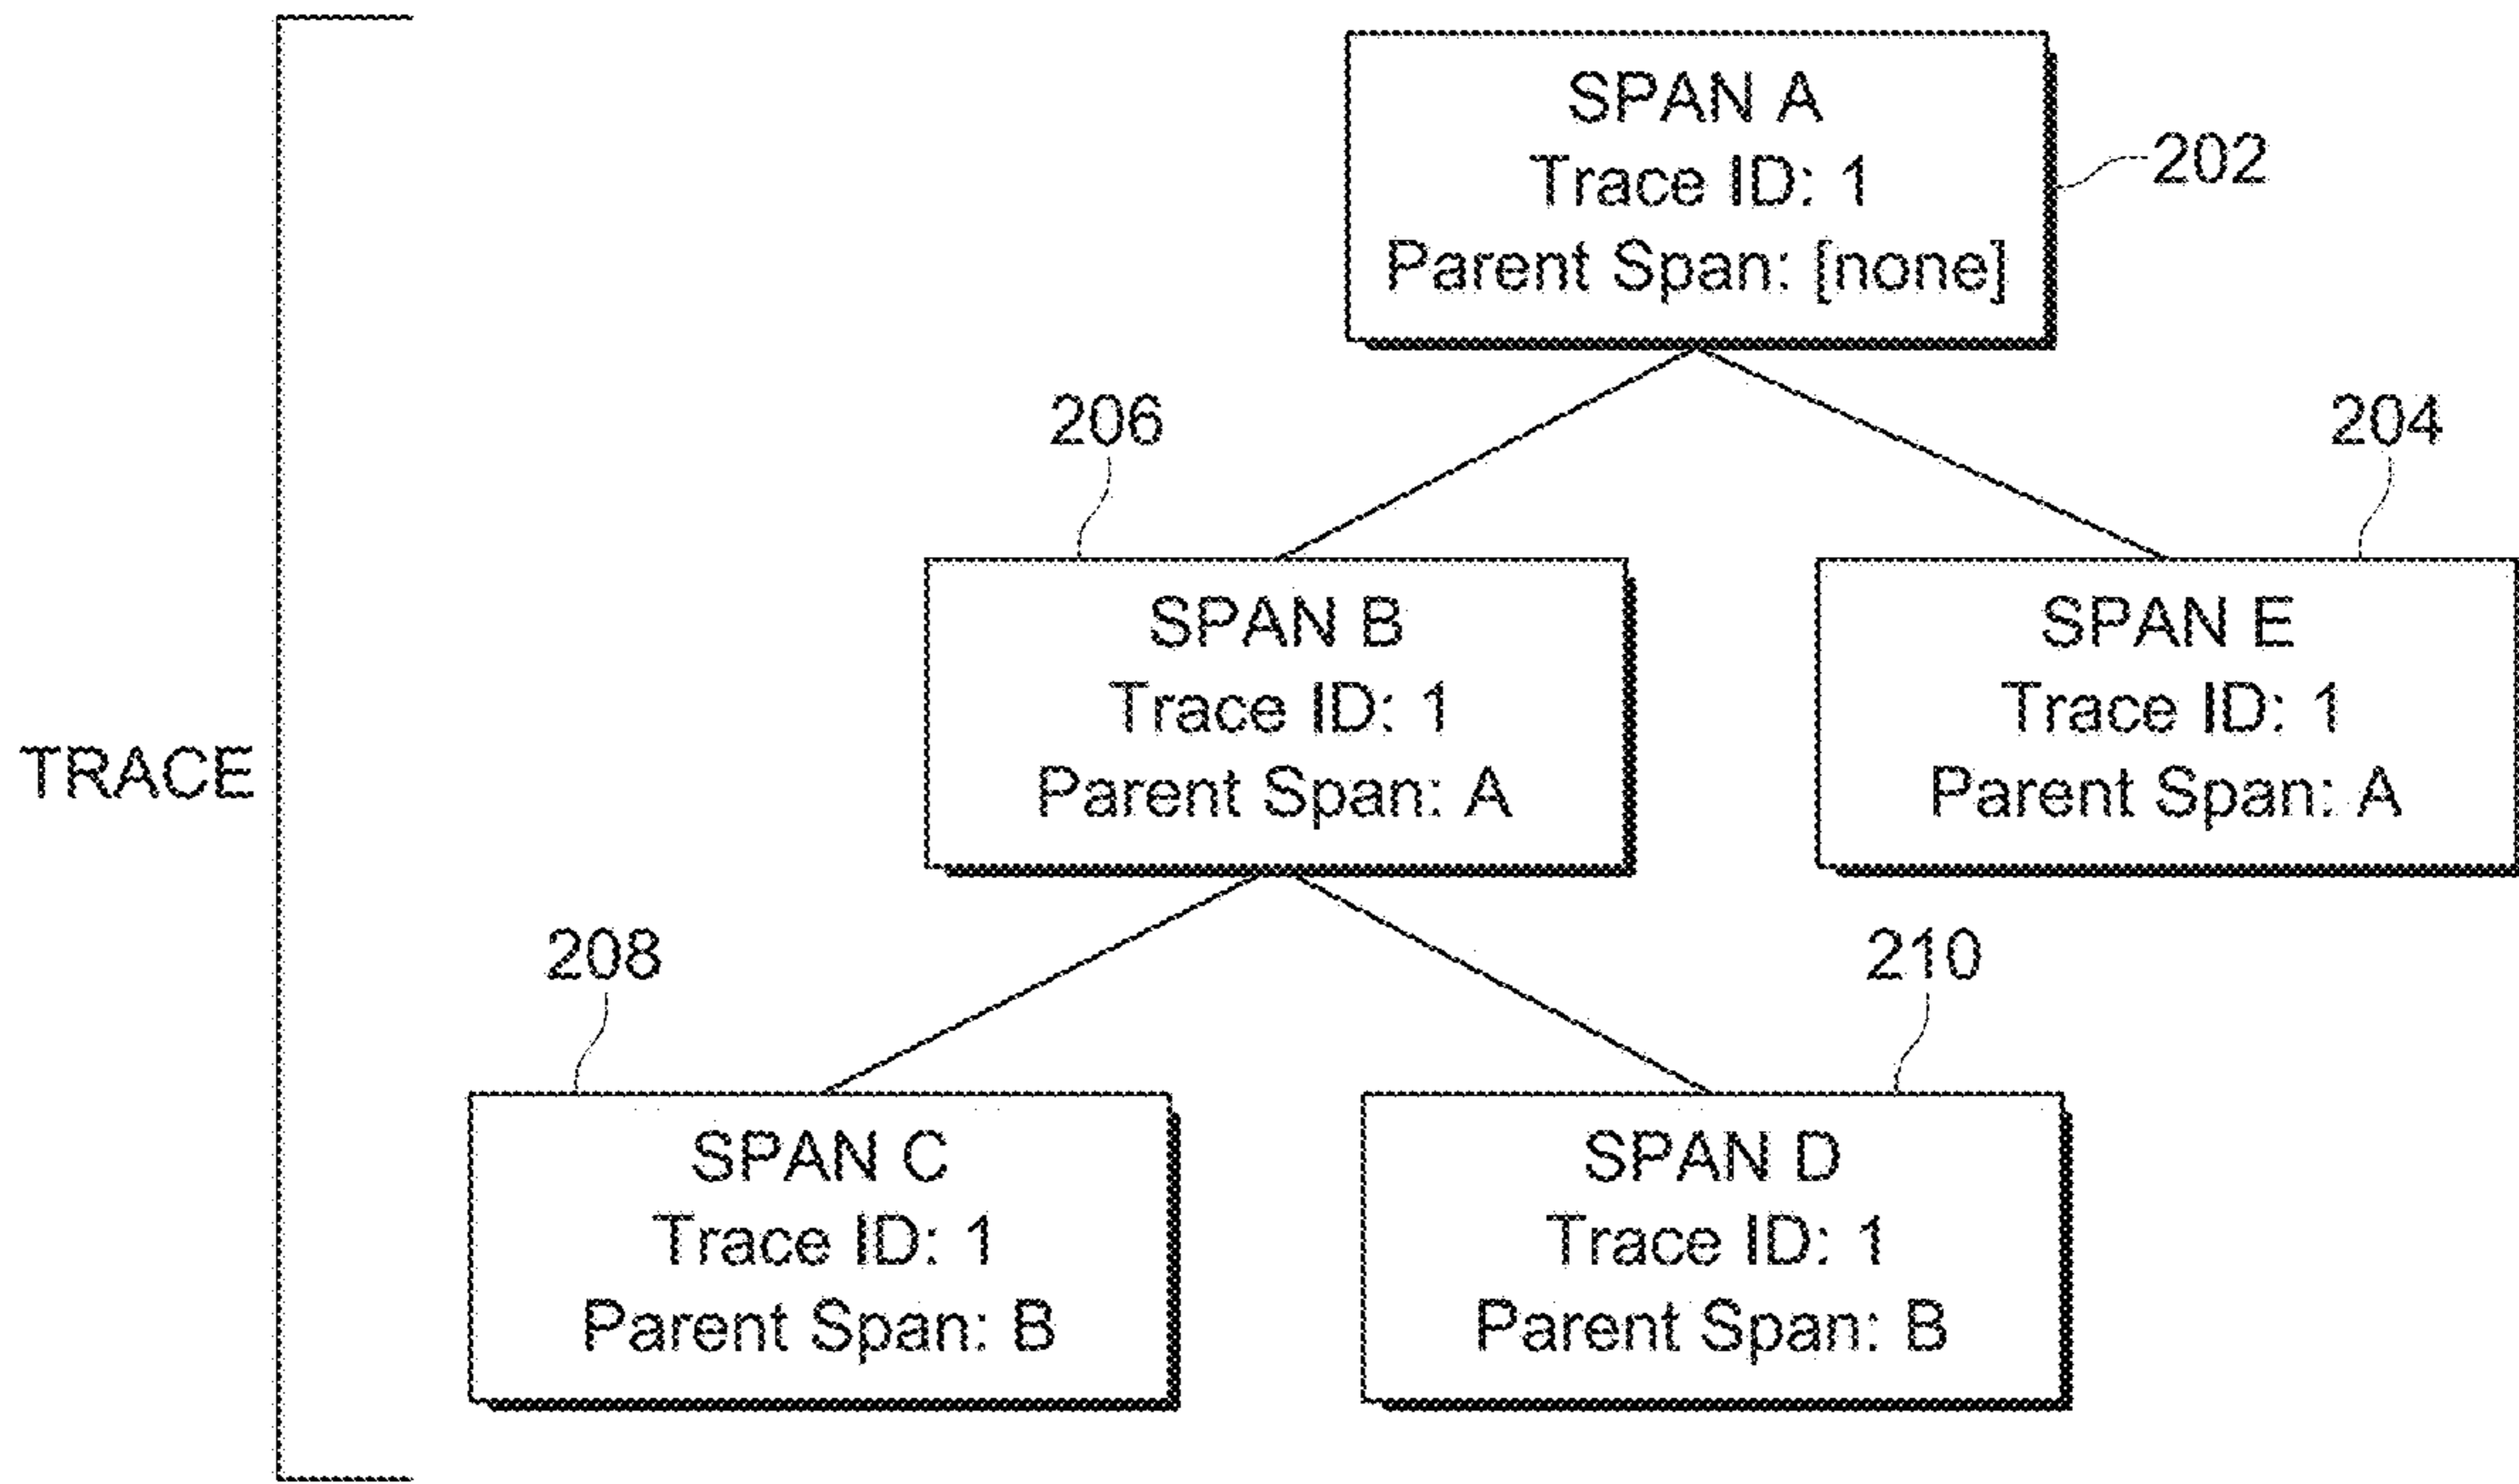 SPAN A
Trace ID: 1
Parent Span: [none]
202
206
204
SPAN B
Trace ID: 1
Parent Span: A
SPAN E
Trace ID: 1
Parent Span: A
TRACE
208
210
SPAN C
Trace ID: 1
Parent Span: B
SPAN D
Trace ID: 1
Parent Span: B